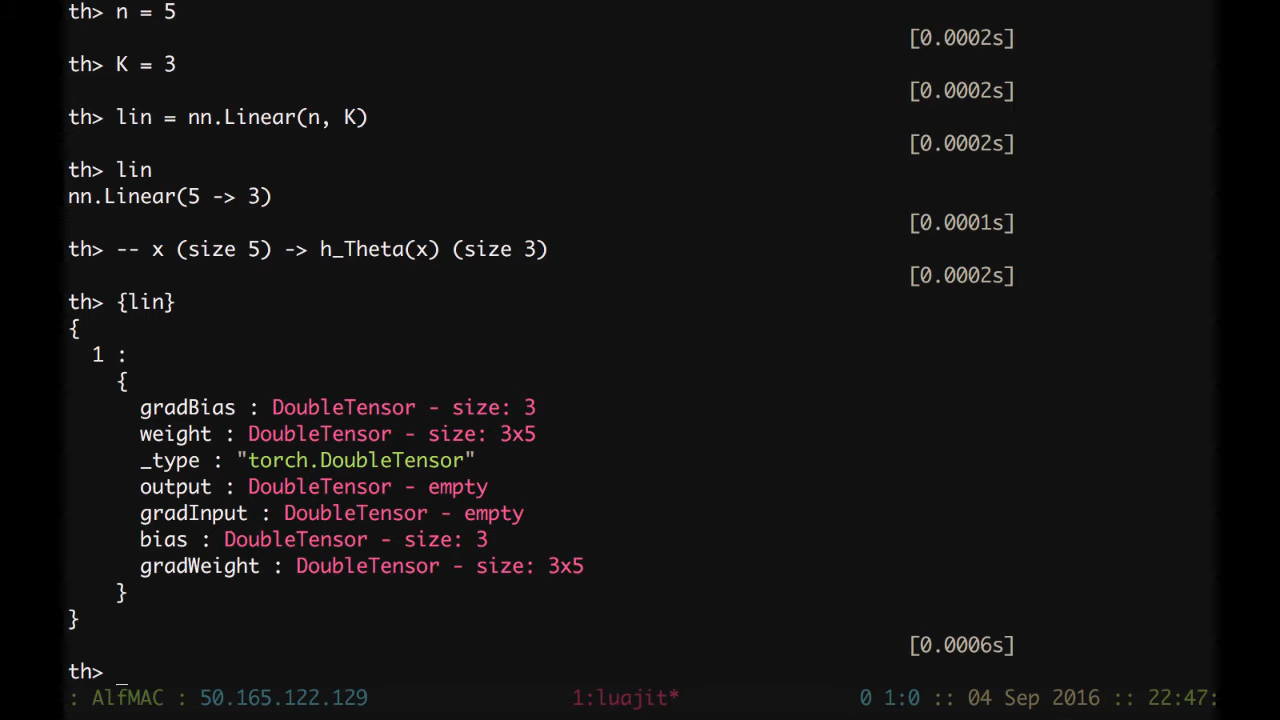 th> n = 5
[0.0002s]
th> K = 3
[0.0002s]
th> lin = nn.Linear(n, K)
[0.0002s]
th> lin
nn.Linear(5 -> 3)
[0.0001s]
th> -- x (size 5) -> h_Theta(x) (size 3)
[0.0002s]
th> {lin}
{
1 :
{
gradBias : DoubleTensor - size: 3
weight : DoubleTensor - size: 3x5
_type : "torch.DoubleTensor"
output : DoubleTensor - empty
gradInput : DoubleTensor - empty
bias : DoubleTensor - size: 3
gradWeight : DoubleTensor - size: 3x5
}
}
[0.0006s]
th> _
: AlfMAC : 50.165.122.129 1:luajit* 0 1:0 :: 04 Sep 2016 :: 22:47: